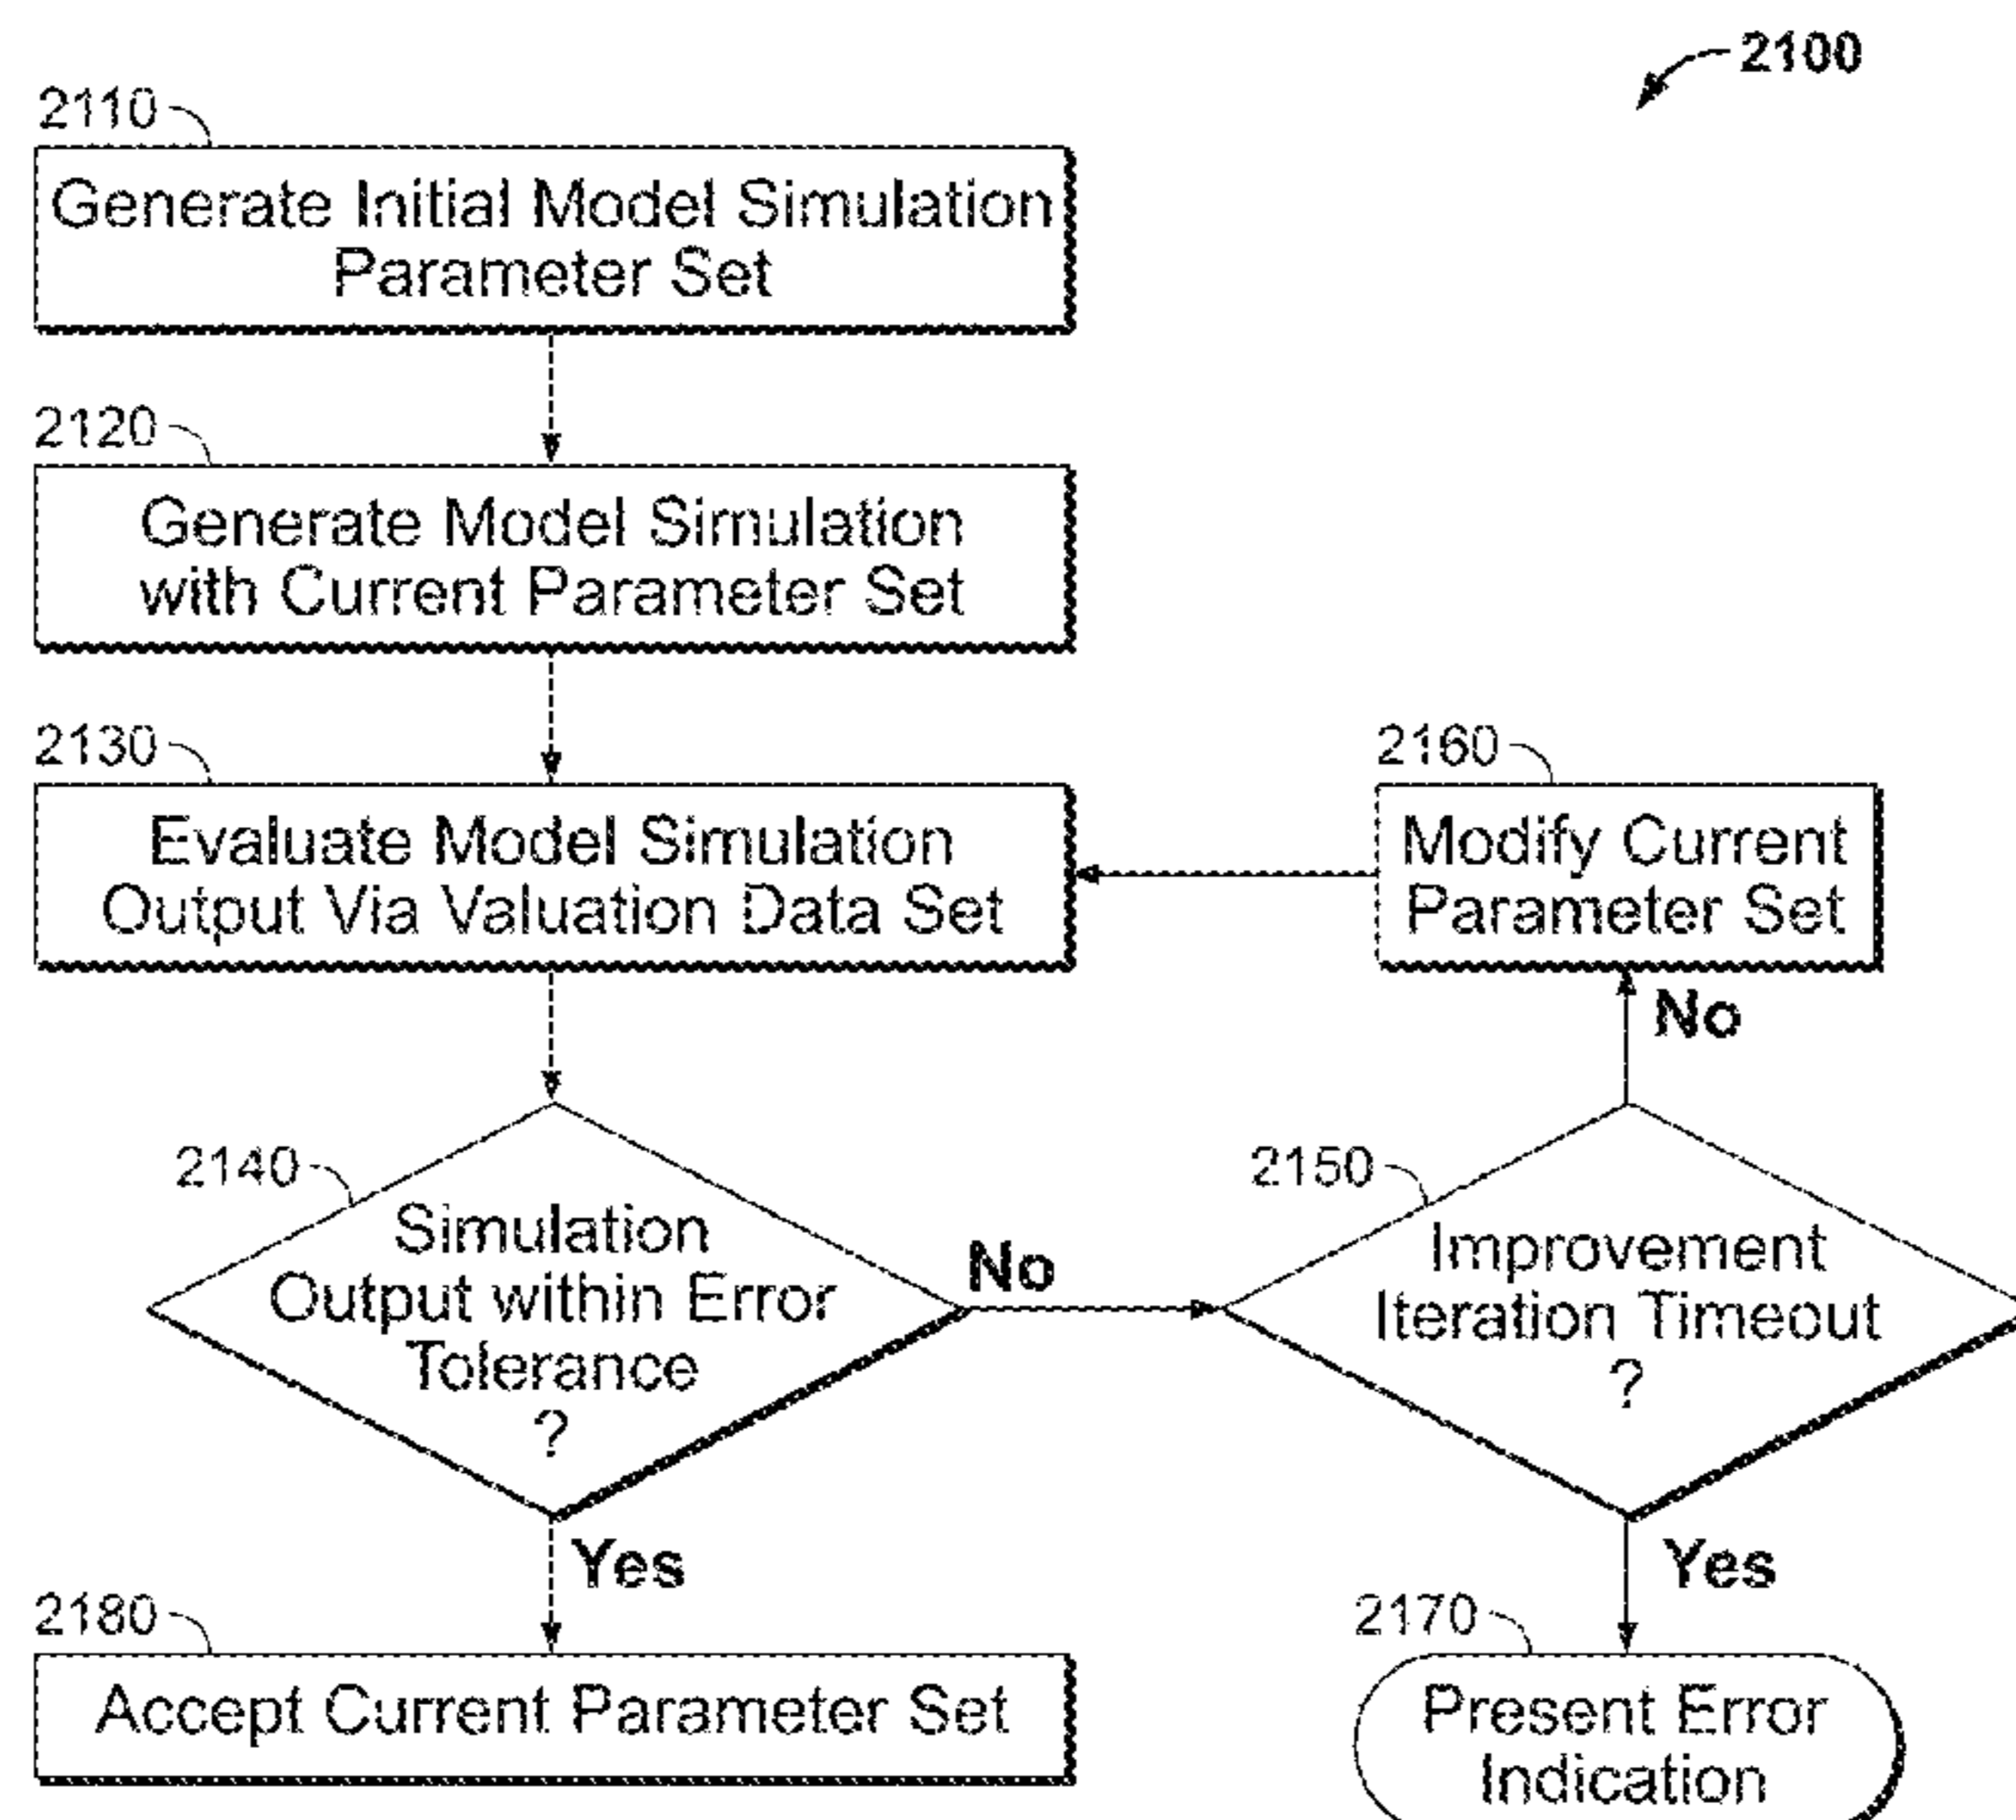 2100
2110
Generate Initial Model Simulation
Parameter Set
2120
Generate Model Simulation
with Current Parameter Set
2130
Evaluate Model Simulation
Output Via Valuation Data Set
2160
Modify Current
Parameter Set
No
2140
Simulation
Output within Error
Tolerance
?
No
2150
Improvement
Iteration Timeout
?
Yes
Yes
2180
Accept Current Parameter Set
2170
Present Error
Indication